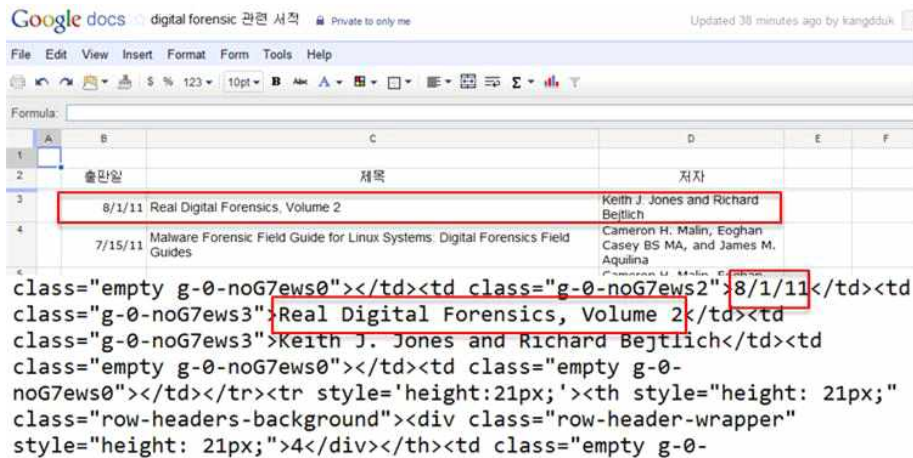 Google docs digital forensic 관련 서적 Private to only me Updated 38 minutes ago by kangdduk
File Edit View Insert Format Form Tools Help
$ % 123 10pt B Abc A Σ
Formula:
A B C D E F
1
2 출판일 제목 저자
3 8/1/11 Real Digital Forensics, Volume 2 Keith J. Jones and Richard
Bejtlich
4 7/15/11 Malware Forensic Field Guide for Linux Systems: Digital Forensics Field
Guides
Cameron H. Malin, Eoghan
Casey BS MA, and James M.
Aquilina
Cameron H. Malin, Eoghan
class="empty g-0-noG7ews0"></td><td class="g-0-noG7ews2">8/1/11</td><td
class="g-0-noG7ews3">Real Digital Forensics, Volume 2</td><td
class="g-0-noG7ews3">Keith J. Jones and Richard Bejtlich</td><td
class="empty g-0-noG7ews0"></td><td class="empty g-0-
noG7ews0"></td></tr><tr style='height:21px;'><th style="height: 21px;"
class="row-headers-background"><div class="row-header-wrapper"
style="height: 21px;">4</div></th><td class="empty g-0-